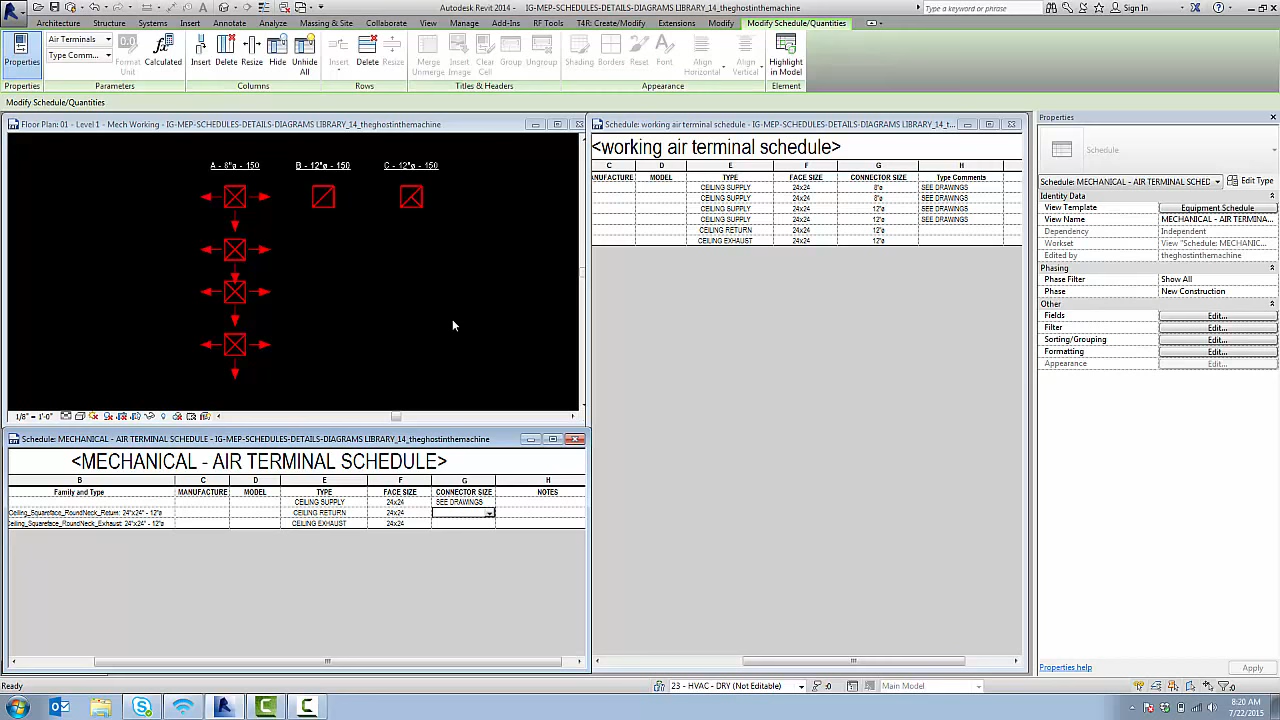 Autodesk Revit 2014 - IG-MEP-SCHEDULES-DETAILS-DIAGRAMS LIBRARY_14_theghostinthemachine
Type a keyword or phrase
Sign In
Architecture Structure Systems Insert Annotate Analyze Massing & Site Collaborate View Manage Add-Ins RF Tools T4R: Create/Modify Extensions Modify Modify Schedule/Quantities
Air Terminals
Type Comm...
Properties
Format Unit
Calculated
Insert
Delete
Resize
Hide
Unhide All
Insert
Delete
Resize
Merge Unmerge
Insert Image
Clear Cell
Group
Ungroup
Shading
Borders
Reset
Font
Align Horizontal
Align Vertical
Highlight in Model
Properties Parameters Columns Rows Titles & Headers Appearance Element
Modify Schedule/Quantities
Floor Plan: 01 - Level 1 - Mech Working - IG-MEP-SCHEDULES-DETAILS-DIAGRAMS LIBRARY_14_theghostinthemachine
A - 8"ø - 150
B - 12"ø - 150
C - 12"ø - 150
1/8" = 1'-0"
Schedule: working air terminal schedule - IG-MEP-SCHEDULES-DETAILS-DIAGRAMS LIBRARY_14_t...
<working air terminal schedule>
C D E F G H
ANUFACTURE MODEL TYPE FACE SIZE CONNECTOR SIZE Type Comments
CEILING SUPPLY 24x24 8"ø SEE DRAWINGS
CEILING SUPPLY 24x24 8"ø SEE DRAWINGS
CEILING SUPPLY 24x24 12"ø SEE DRAWINGS
CEILING SUPPLY 24x24 12"ø SEE DRAWINGS
CEILING RETURN 24x24 12"ø
CEILING EXHAUST 24x24 12"ø
Schedule: MECHANICAL - AIR TERMINAL SCHEDULE - IG-MEP-SCHEDULES-DETAILS-DIAGRAMS LIBRARY_14_theghostinthemachine
<MECHANICAL - AIR TERMINAL SCHEDULE>
B C D E F G H
Family and Type MANUFACTURE MODEL TYPE FACE SIZE CONNECTOR SIZE NOTES
CEILING SUPPLY 24x24 SEE DRAWINGS
Ceiling_Squareface_RoundNeck_Return: 24"x24" - 12"ø CEILING RETURN 24x24
Ceiling_Squareface_RoundNeck_Exhaust: 24"x24" - 12"ø CEILING EXHAUST 24x24
Properties
Schedule
Schedule: MECHANICAL - AIR TERMINAL SCHED
Edit Type
Identity Data
View Template Equipment Schedule
View Name MECHANICAL - AIR TERMINA...
Dependency Independent
Workset View "Schedule: MECHANIC...
Edited by theghostinthemachine
Phasing
Phase Filter Show All
Phase New Construction
Other
Fields Edit...
Filter Edit...
Sorting/Grouping Edit...
Formatting Edit...
Appearance Edit...
Properties help
Apply
Ready
23 - HVAC - DRY (Not Editable)
:0
Main Model
:0
8:20 AM
7/22/2015